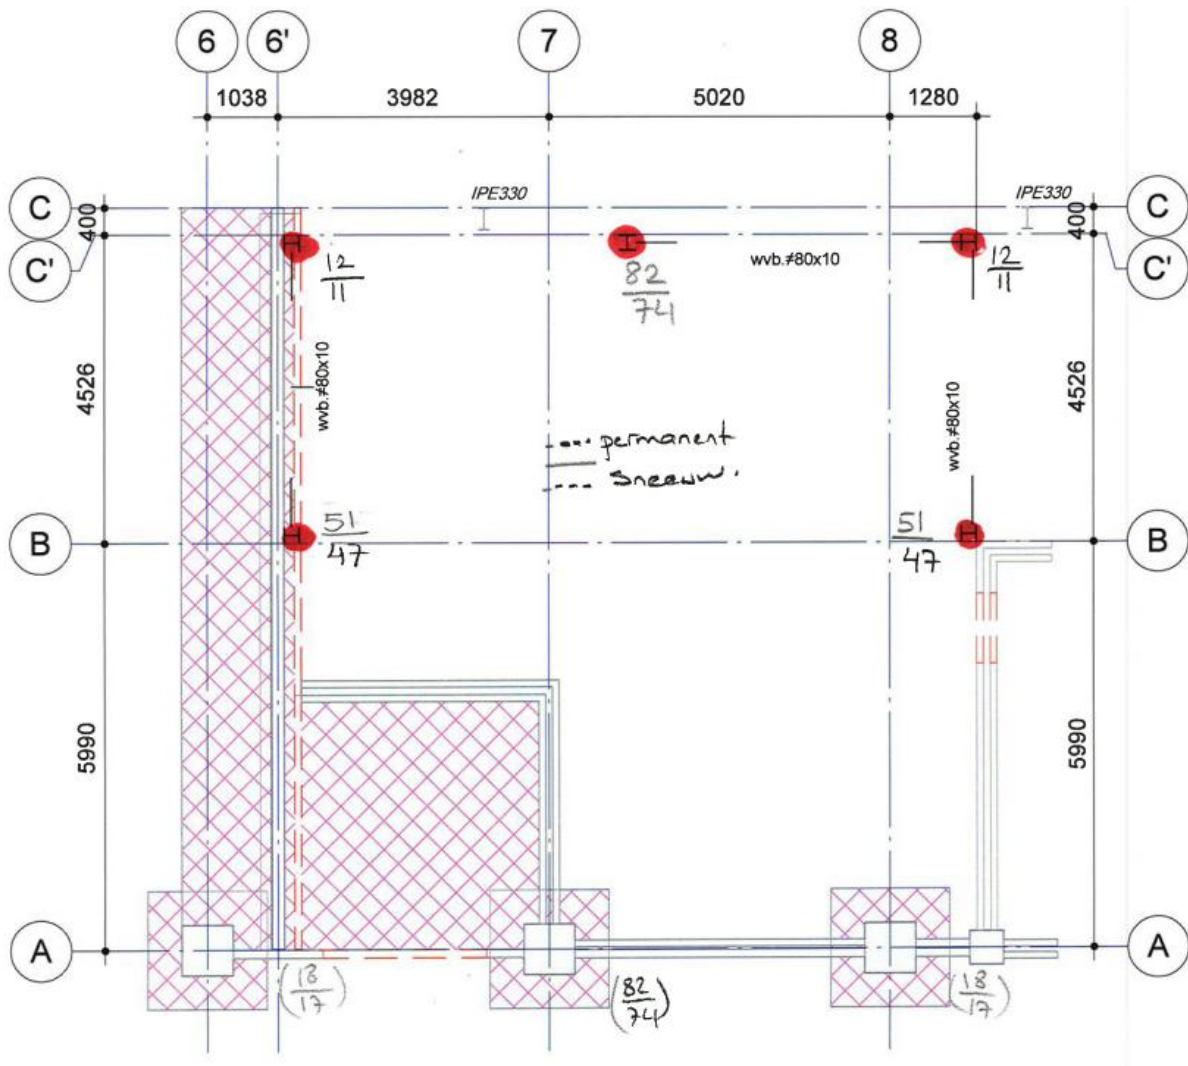 6
6'
7
8
1038
3982
5020
1280
C
IPE330
IPE330
C
400
400
C'
C'
12
11
82
74
wvb.≠80x10
12
11
4526
wvb.≠80x10
wvb.≠80x10
4526
---- permanent
---- Sneeuw.
B
51
47
51
47
B
5990
5990
A
A
(18
17)
(82
74)
(18
17)